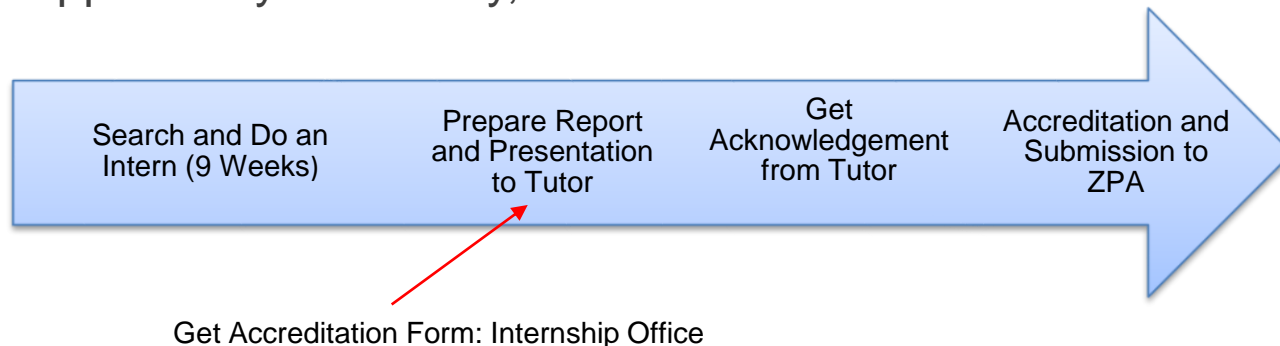 Search and Do an
Intern (9 Weeks)
Prepare Report
and Presentation
to Tutor
Get
Acknowledgement
from Tutor
Accreditation and
Submission to
ZPA
Get Accreditation Form: Internship Office